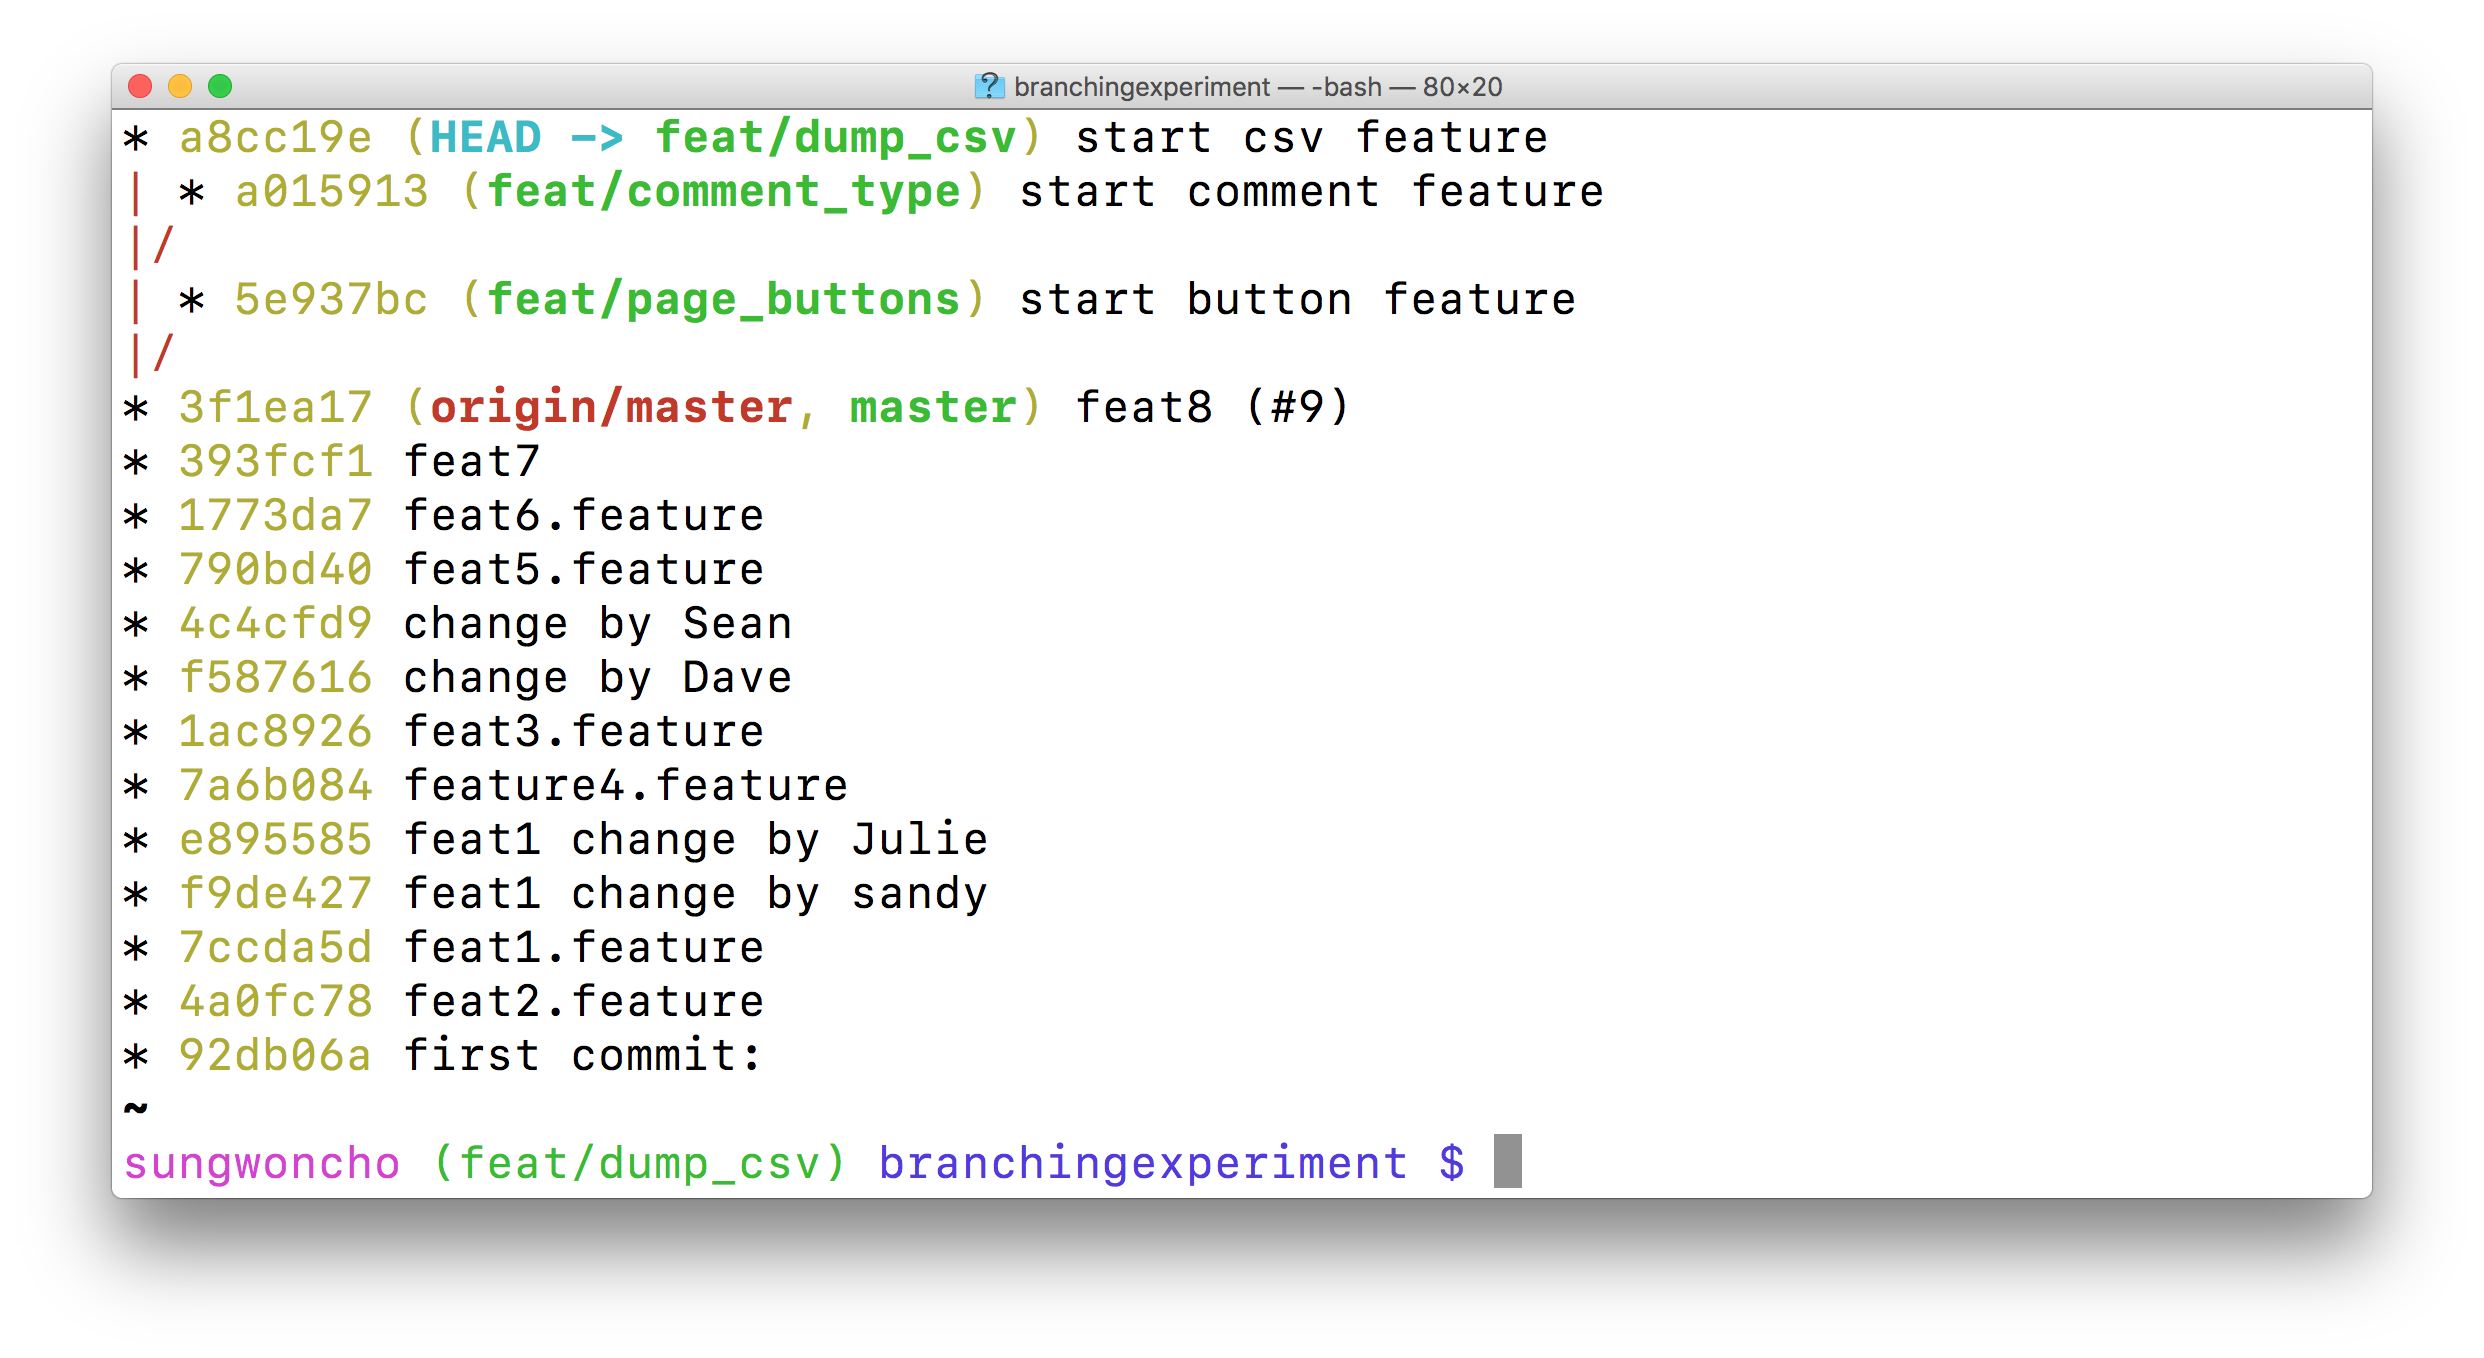 branchingexperiment — -bash — 80×20
* a8cc19e (HEAD -> feat/dump_csv) start csv feature
| * a015913 (feat/comment_type) start comment feature
|/
| * 5e937bc (feat/page_buttons) start button feature
|/
* 3f1ea17 (origin/master, master) feat8 (#9)
* 393fcf1 feat7
* 1773da7 feat6.feature
* 790bd40 feat5.feature
* 4c4cfd9 change by Sean
* f587616 change by Dave
* 1ac8926 feat3.feature
* 7a6b084 feature4.feature
* e895585 feat1 change by Julie
* f9de427 feat1 change by sandy
* 7ccda5d feat1.feature
* 4a0fc78 feat2.feature
* 92db06a first commit:
~
sungwoncho (feat/dump_csv) branchingexperiment $